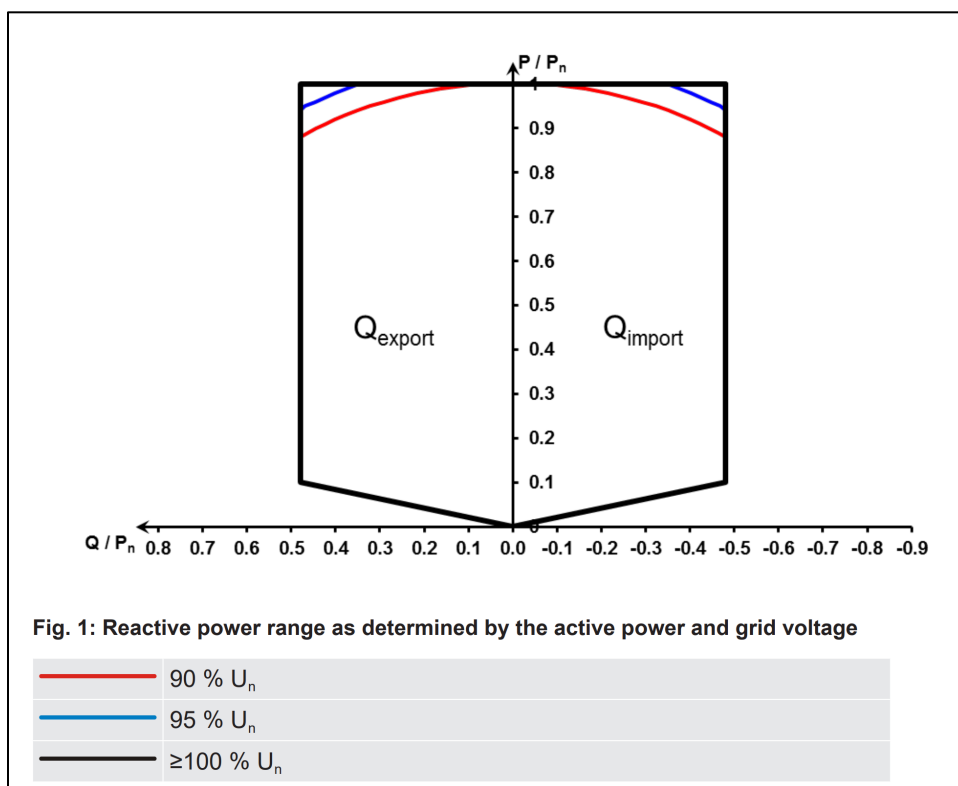 P / Pn
1
0.9
0.8
0.7
0.6
0.5
Qexport Qimport
0.4
0.3
0.2
0.1
0
Q / Pn 0.8 0.7 0.6 0.5 0.4 0.3 0.2 0.1 0.0 -0.1 -0.2 -0.3 -0.4 -0.5 -0.6 -0.7 -0.8 -0.9
Fig. 1: Reactive power range as determined by the active power and grid voltage
90 % Un
95 % Un
≥100 % Un